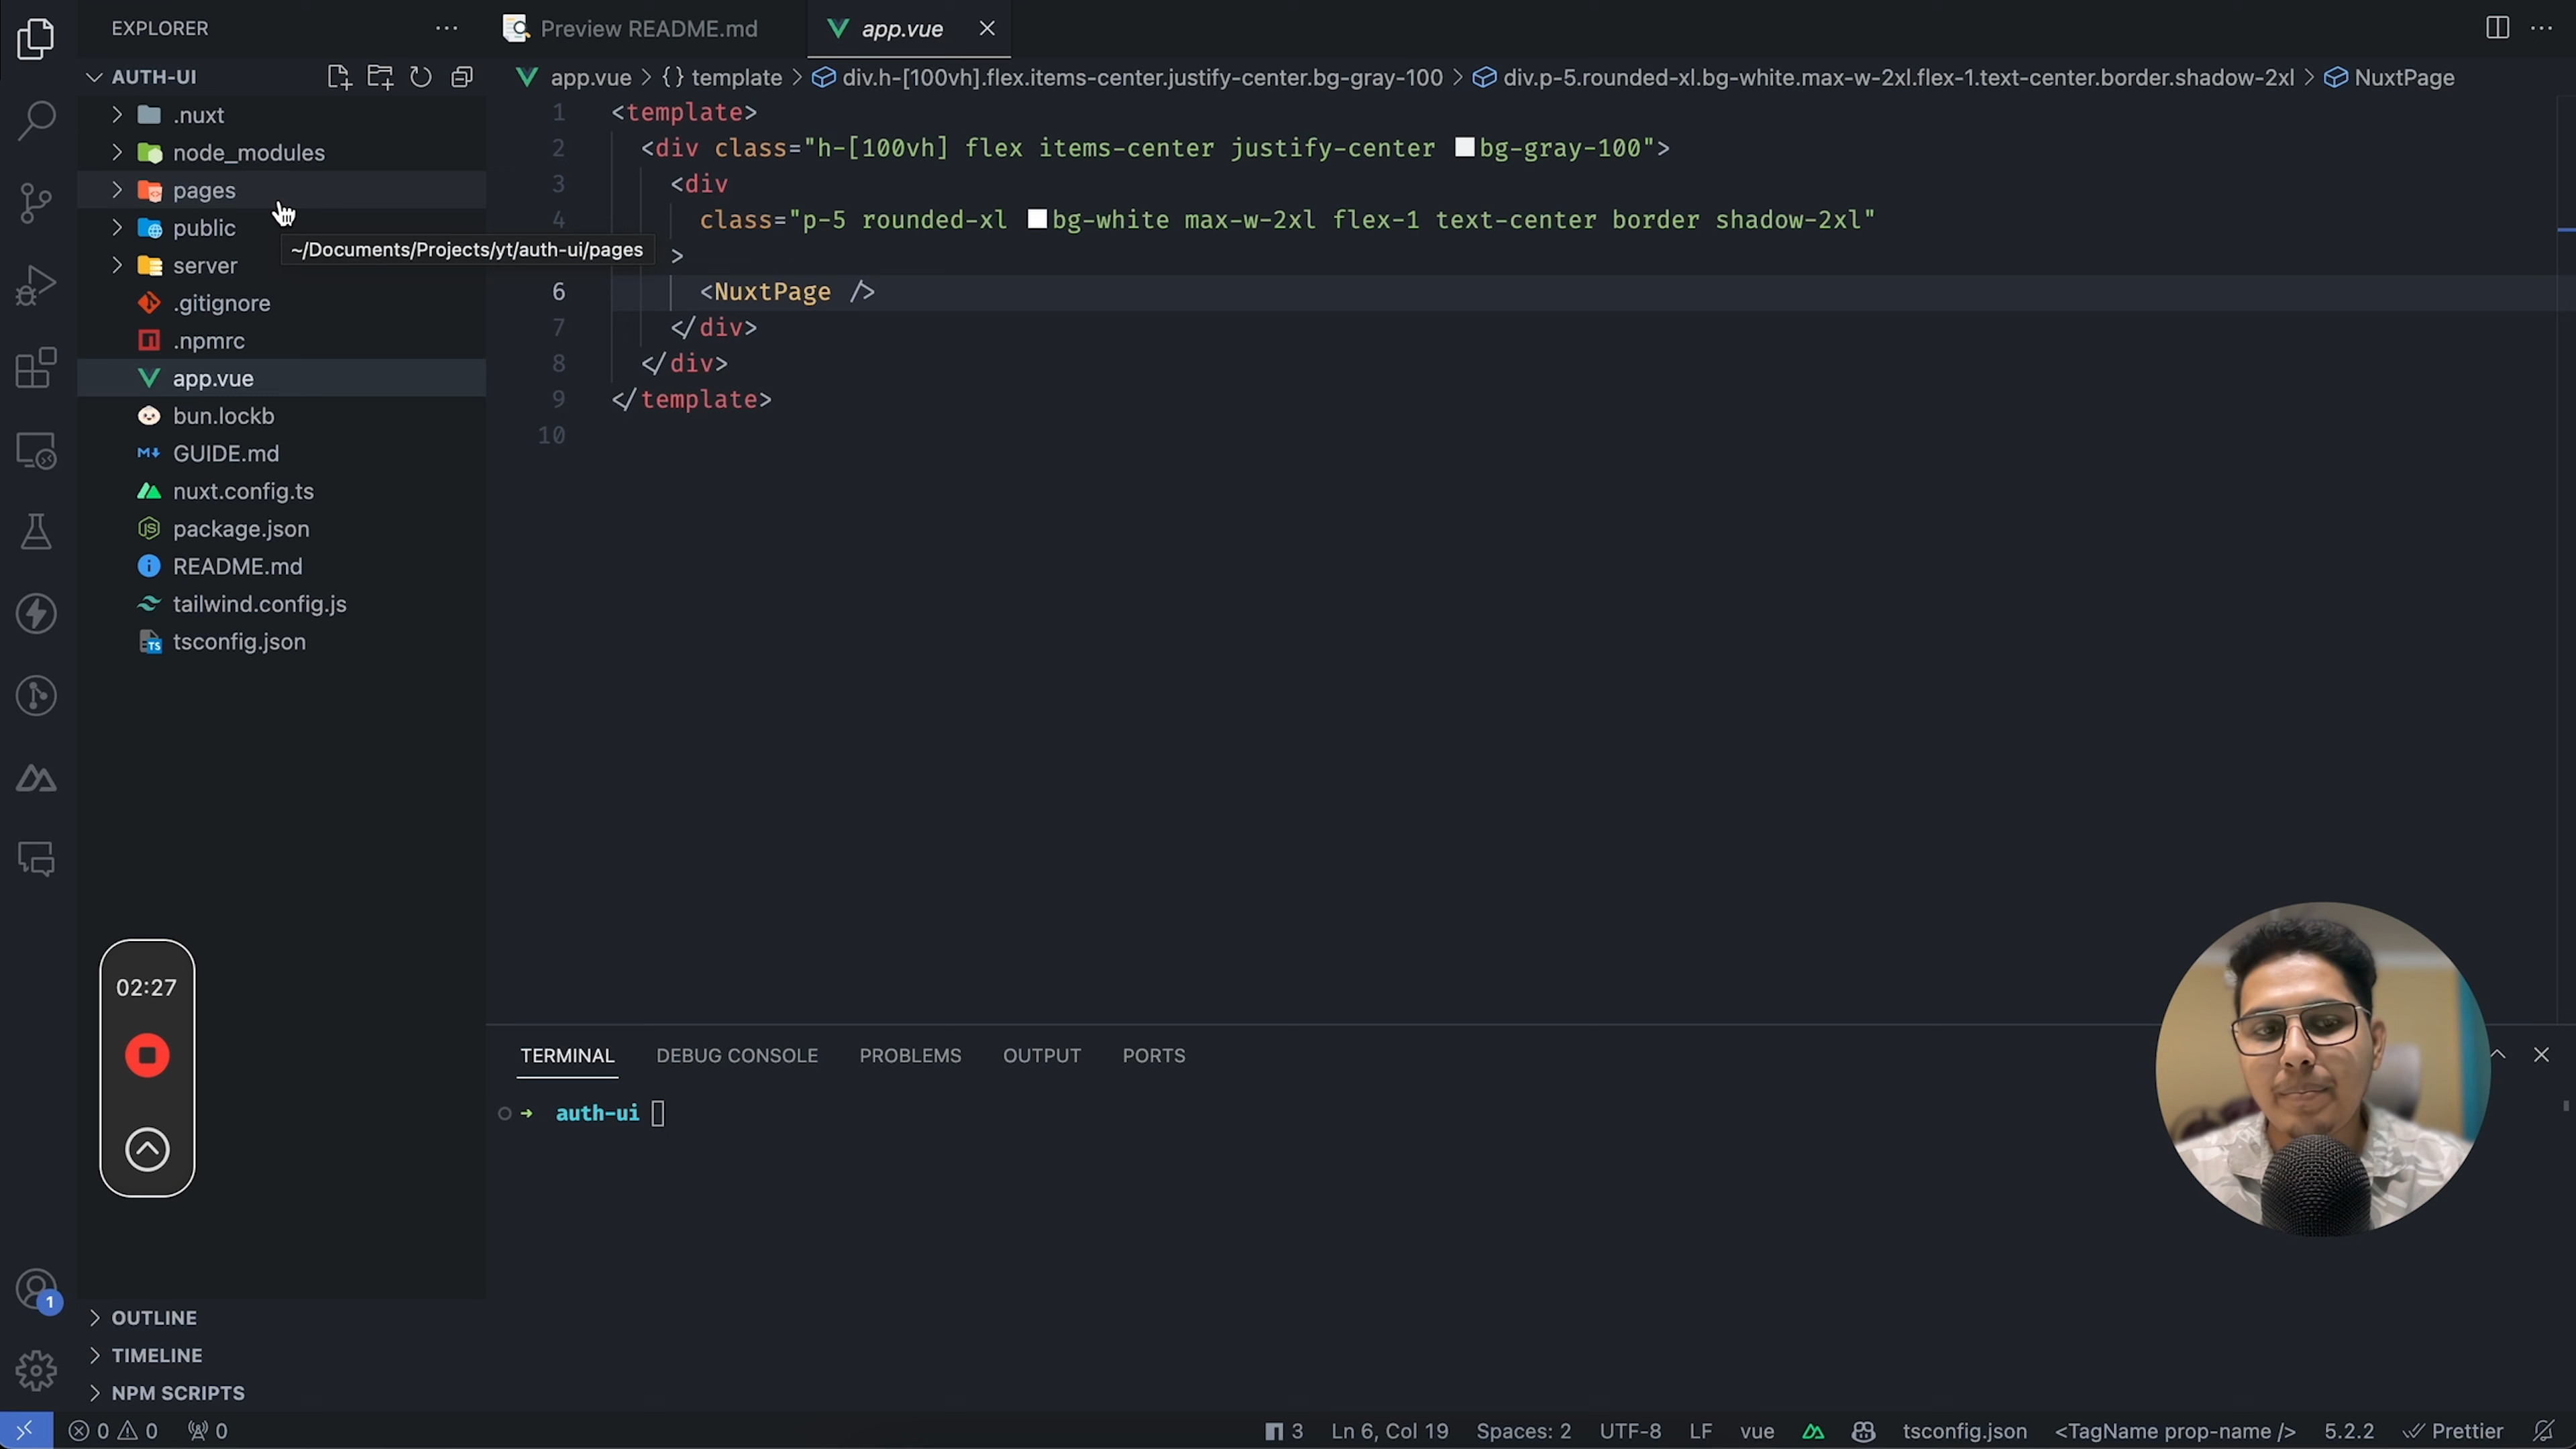 EXPLORER
Preview README.md
app.vue
AUTH-UI
app.vue > {} template > div.h-[100vh].flex.items-center.justify-center.bg-gray-100 > div.p-5.rounded-xl.bg-white.max-w-2xl.flex-1.text-center.border.shadow-2xl > NuxtPage
.nuxt
node_modules
pages
public
~/Documents/Projects/yt/auth-ui/pages
server
.gitignore
.npmrc
app.vue
bun.lockb
GUIDE.md
nuxt.config.ts
package.json
README.md
tailwind.config.js
tsconfig.json
1 <template>
2 <div class="h-[100vh] flex items-center justify-center bg-gray-100">
3 <div
4 class="p-5 rounded-xl bg-white max-w-2xl flex-1 text-center border shadow-2xl"
>
6 <NuxtPage />
7 </div>
8 </div>
9 </template>
10
02:27
TERMINAL DEBUG CONSOLE PROBLEMS OUTPUT PORTS
→ auth-ui
1
OUTLINE
TIMELINE
NPM SCRIPTS
0 0 0
3 Ln 6, Col 19 Spaces: 2 UTF-8 LF vue tsconfig.json <TagName prop-name /> 5.2.2 Prettier